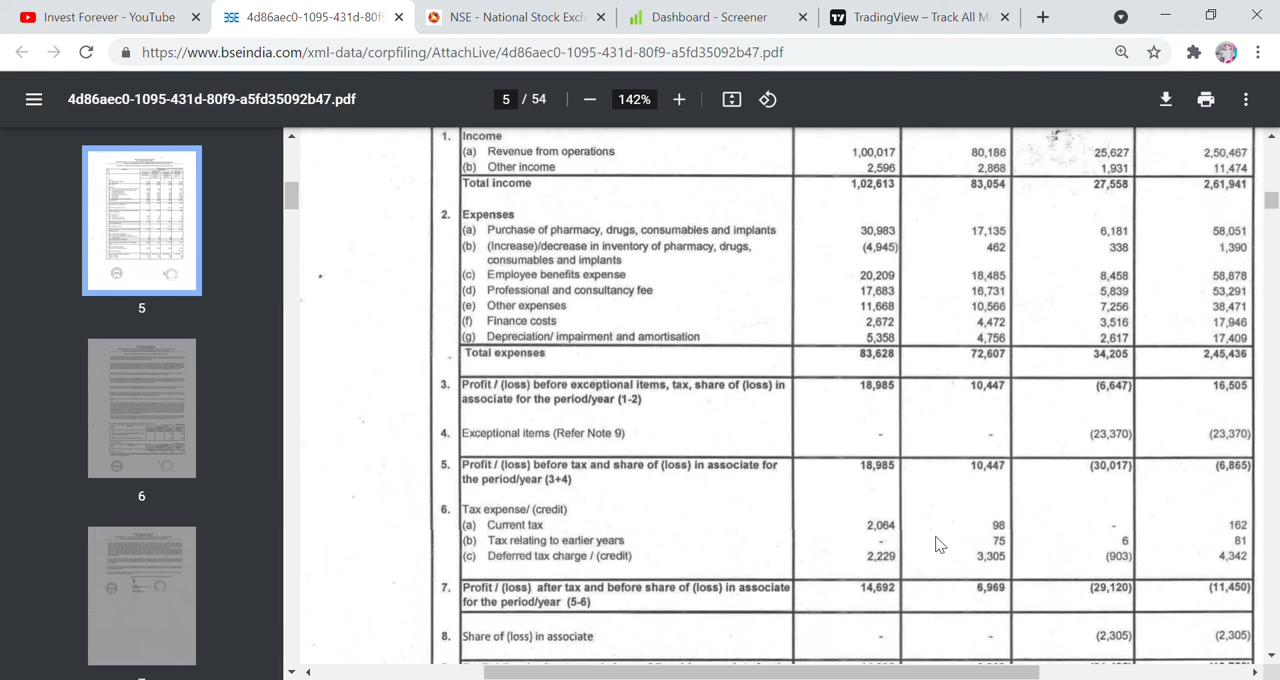 Invest Forever - YouTube
4d86aec0-1095-431d-80f9
NSE - National Stock Exch
Dashboard - Screener
TradingView – Track All M
https://www.bseindia.com/xml-data/corpfiling/AttachLive/4d86aec0-1095-431d-80f9-a5fd35092b47.pdf
4d86aec0-1095-431d-80f9-a5fd35092b47.pdf
5 / 54
142%
5
6
1. Income
(a) Revenue from operations 1,00,017 80,186 25,627 2,50,467
(b) Other income 2,596 2,868 1,931 11,474
Total income 1,02,613 83,054 27,558 2,61,941
2. Expenses
(a) Purchase of pharmacy, drugs, consumables and implants 30,983 17,135 6,181 58,051
(b) (Increase)/decrease in inventory of pharmacy, drugs, (4,945) 462 338 1,390
consumables and implants
(c) Employee benefits expense 20,209 18,485 8,458 58,878
(d) Professional and consultancy fee 17,683 16,731 5,839 53,291
(e) Other expenses 11,668 10,566 7,256 38,471
(f) Finance costs 2,672 4,472 3,516 17,946
(g) Depreciation/ impairment and amortisation 5,358 4,756 2,617 17,409
Total expenses 83,628 72,607 34,205 2,45,436
3. Profit / (loss) before exceptional items, tax, share of (loss) in 18,985 10,447 (6,647) 16,505
associate for the period/year (1-2)
4. Exceptional items (Refer Note 9) - - (23,370) (23,370)
5. Profit / (loss) before tax and share of (loss) in associate for 18,985 10,447 (30,017) (6,865)
the period/year (3+4)
6. Tax expense/ (credit)
(a) Current tax 2,064 98 - 162
(b) Tax relating to earlier years - 75 6 81
(c) Deferred tax charge / (credit) 2,229 3,305 (903) 4,342
7. Profit / (loss) after tax and before share of (loss) in associate 14,692 6,969 (29,120) (11,450)
for the period/year (5-6)
8. Share of (loss) in associate - - (2,305) (2,305)